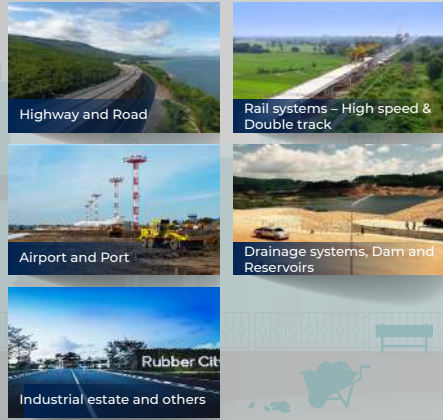 Highway and Road
Rail systems – High speed &
Double track
Airport and Port
Drainage systems, Dam and
Reservoirs
Rubber City
Industrial estate and others